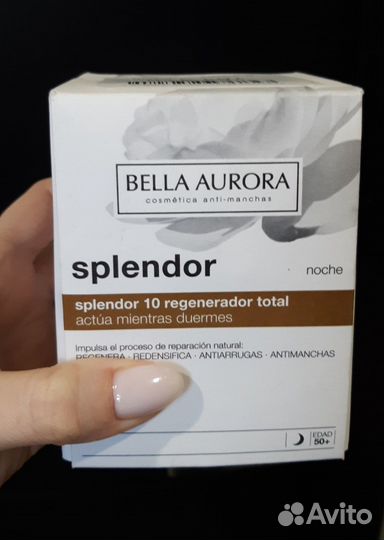 BELLA AURORA
cosmética anti-manchas
splendor
noche
splendor 10 regenerador total
actúa mientras duermes
Impulsa el proceso de reparación natural:
REGENERA · REDENSIFICA · ANTIARRUGAS · ANTIMANCHAS
EDAD
50+
Avito